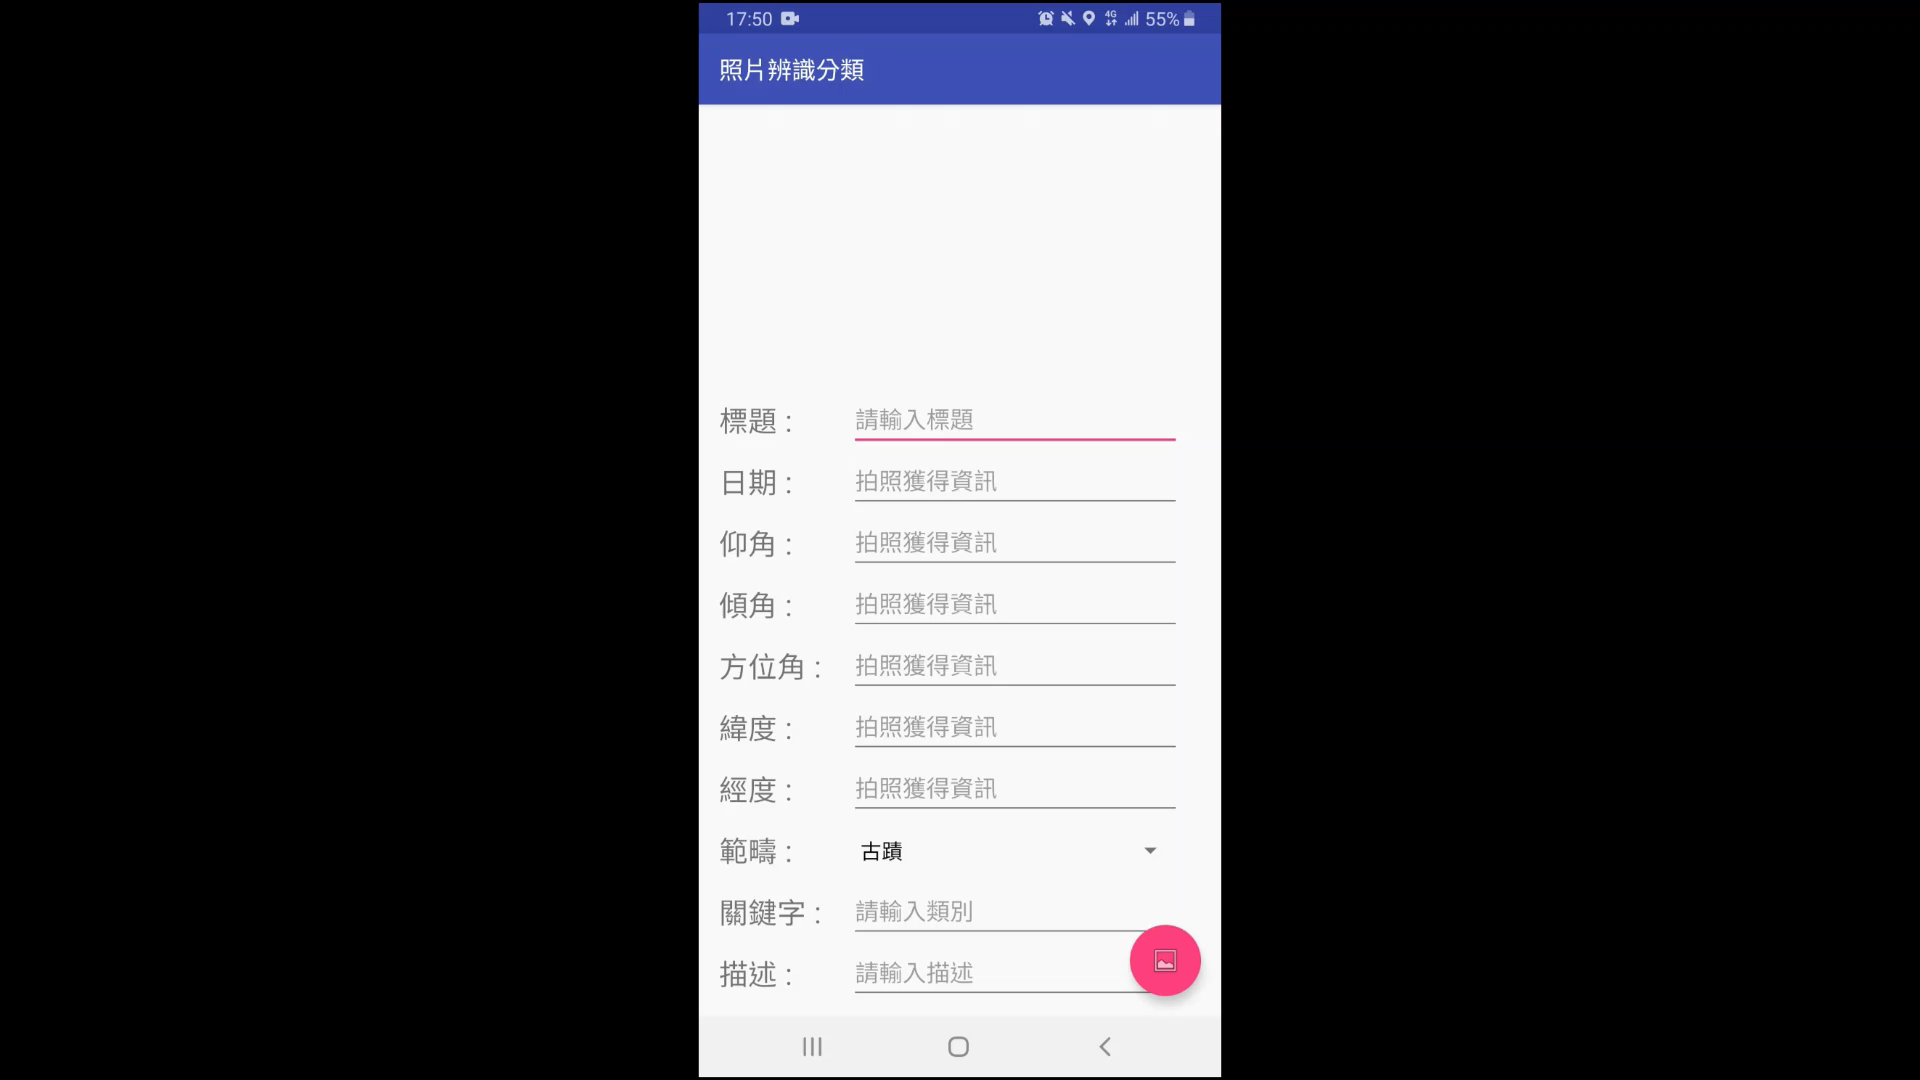 17:50 4G 55%
照片辨識分類
標題： 請輸入標題
日期： 拍照獲得資訊
仰角： 拍照獲得資訊
傾角： 拍照獲得資訊
方位角： 拍照獲得資訊
緯度： 拍照獲得資訊
經度： 拍照獲得資訊
範疇： 古蹟
關鍵字： 請輸入類別
描述： 請輸入描述